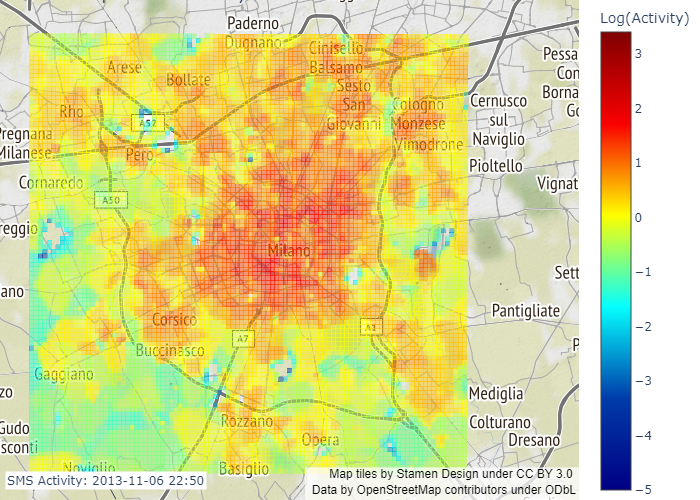 Log(Activity)
3
2
1
0
−1
−2
−3
−4
−5
Paderno
Dugnano
Cinisello
Balsamo
Arese
Bollate
Sesto
San
Giovanni
Cologno
Monzese
Vimodrone
Cernusco
sul
Naviglio
Pessa
Con
Borna
Go
Rho
A52
Pero
Pregnana
Milanese
Cornaredo
A50
Pioltello
Vignat
reggio
Milano
Sett
ano
Pantigliate
Corsico
A7
A1
P
Buccinasco
Gaggiano
zo
Mediglia
Gudo
sconti
Rozzano
Opera
Colturano
Dresano
Noviglio
Basiglio
SMS Activity: 2013-11-06 22:50
Map tiles by Stamen Design under CC BY 3.0
Data by OpenStreetMap contributors under ODbL